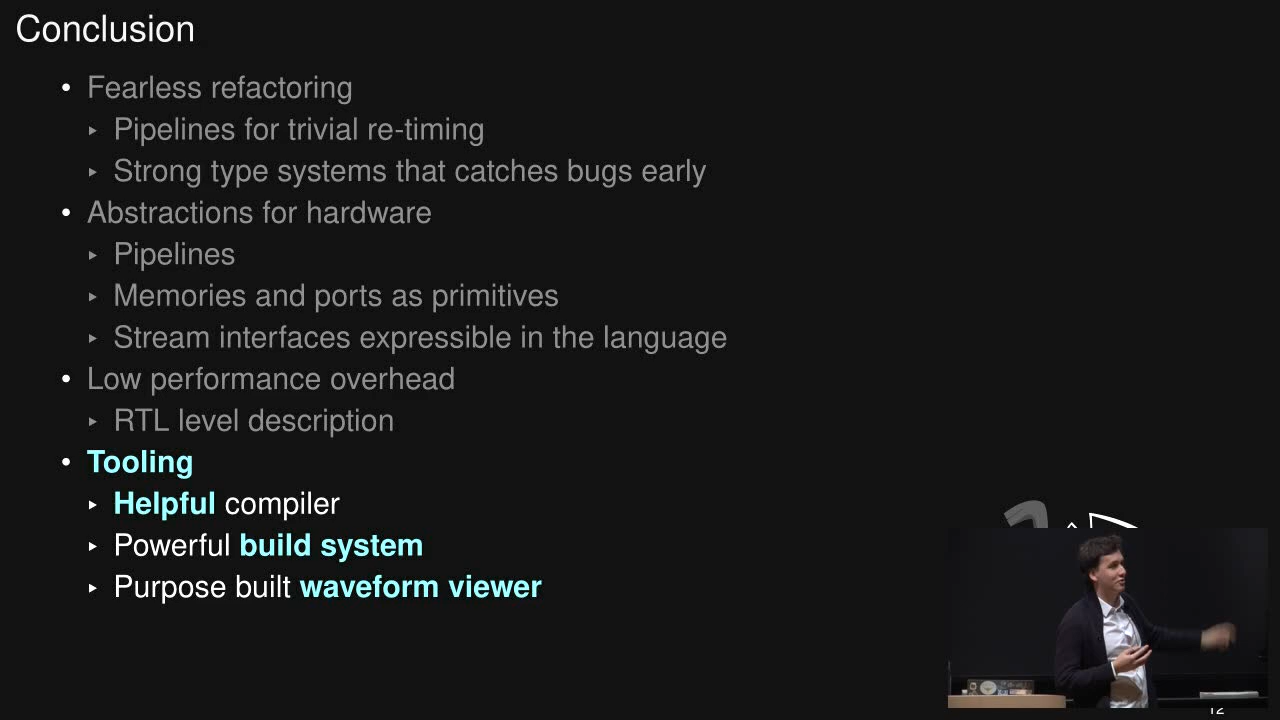 Conclusion
• Fearless refactoring
‣ Pipelines for trivial re-timing
‣ Strong type systems that catches bugs early
• Abstractions for hardware
‣ Pipelines
‣ Memories and ports as primitives
‣ Stream interfaces expressible in the language
• Low performance overhead
‣ RTL level description
• Tooling
‣ Helpful compiler
‣ Powerful build system
‣ Purpose built waveform viewer